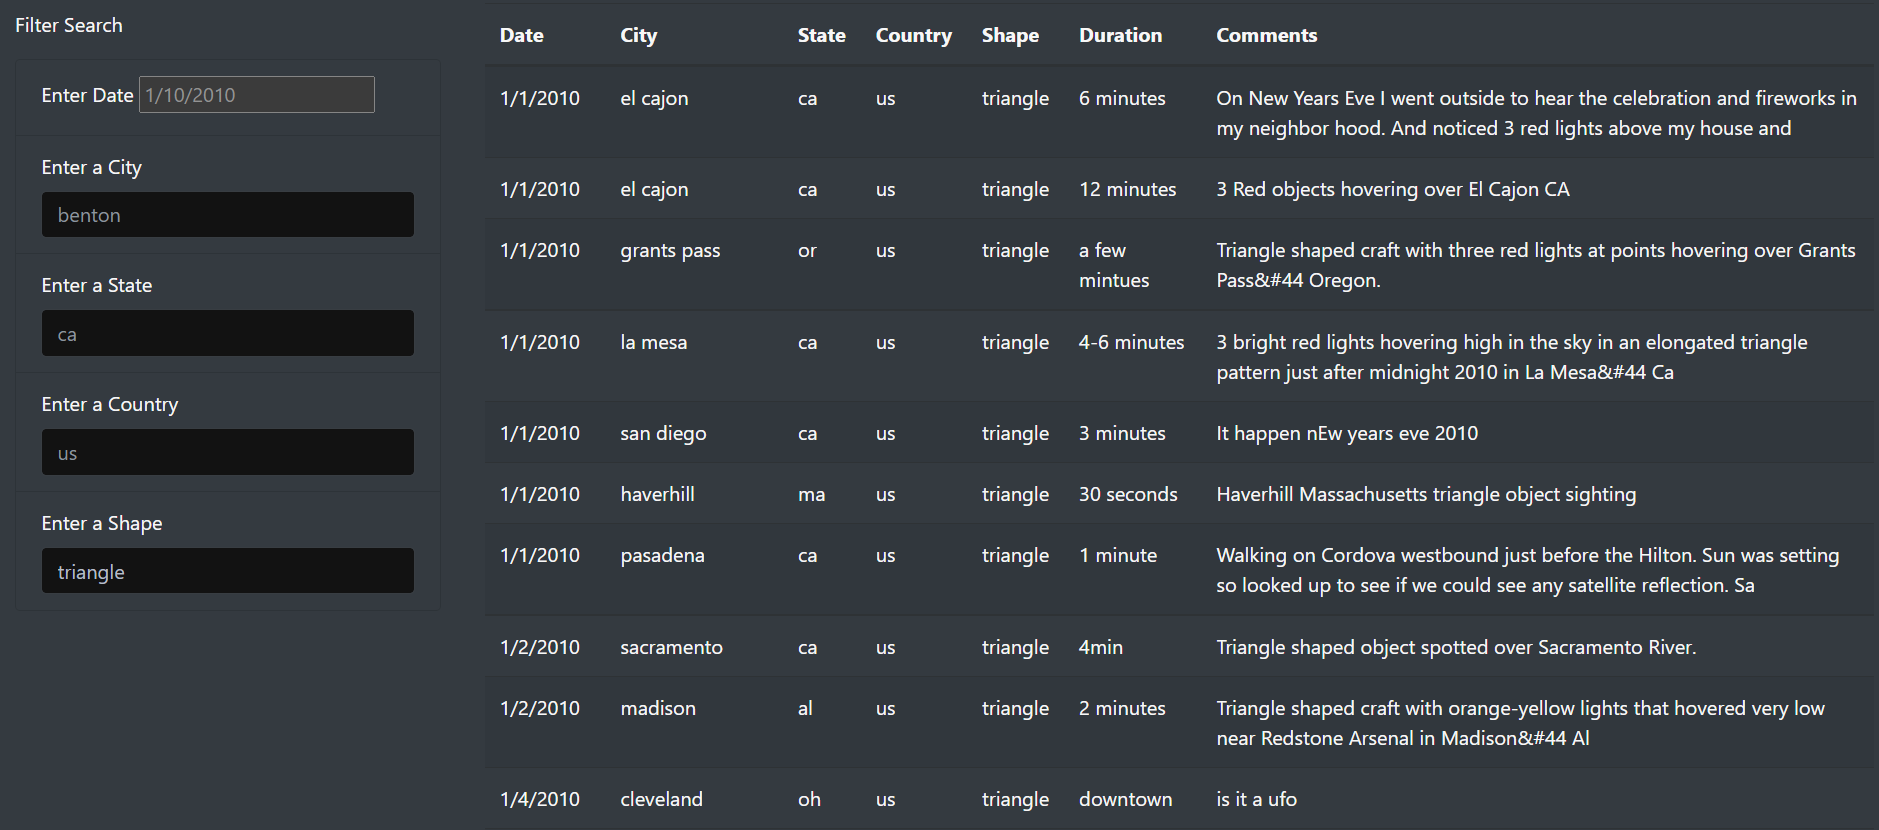 Filter Search
Enter Date 1/10/2010
Enter a City
benton
Enter a State
ca
Enter a Country
us
Enter a Shape
triangle
Date City State Country Shape Duration Comments
1/1/2010 el cajon ca us triangle 6 minutes On New Years Eve I went outside to hear the celebration and fireworks in
my neighbor hood. And noticed 3 red lights above my house and
1/1/2010 el cajon ca us triangle 12 minutes 3 Red objects hovering over El Cajon CA
1/1/2010 grants pass or us triangle a few Triangle shaped craft with three red lights at points hovering over Grants
mintues Pass&#44 Oregon.
1/1/2010 la mesa ca us triangle 4-6 minutes 3 bright red lights hovering high in the sky in an elongated triangle
pattern just after midnight 2010 in La Mesa&#44 Ca
1/1/2010 san diego ca us triangle 3 minutes It happen nEw years eve 2010
1/1/2010 haverhill ma us triangle 30 seconds Haverhill Massachusetts triangle object sighting
1/1/2010 pasadena ca us triangle 1 minute Walking on Cordova westbound just before the Hilton. Sun was setting
so looked up to see if we could see any satellite reflection. Sa
1/2/2010 sacramento ca us triangle 4min Triangle shaped object spotted over Sacramento River.
1/2/2010 madison al us triangle 2 minutes Triangle shaped craft with orange-yellow lights that hovered very low
near Redstone Arsenal in Madison&#44 Al
1/4/2010 cleveland oh us triangle downtown is it a ufo